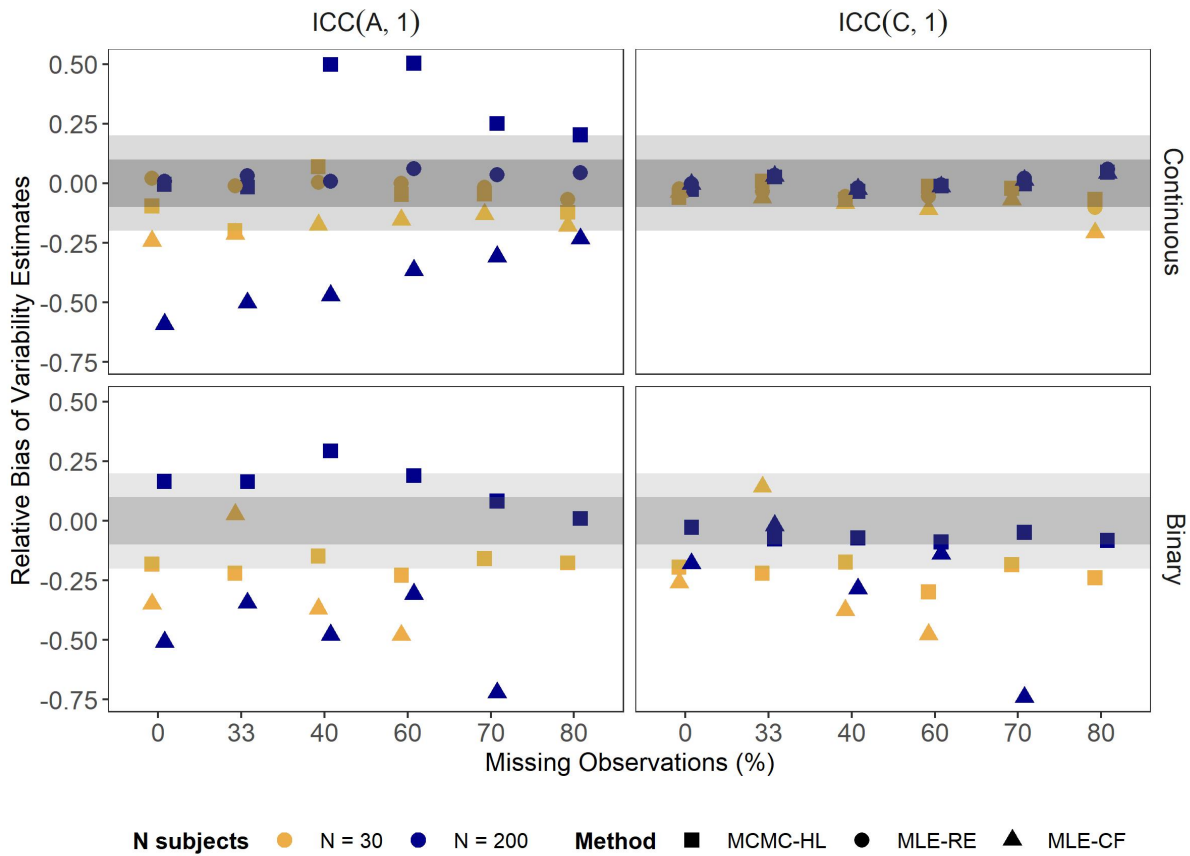 ICC(A, 1)
ICC(C, 1)
Relative Bias of Variability Estimates
0.50
0.25
0.00
-0.25
-0.50
-0.75
Continuous
0.50
0.25
0.00
-0.25
-0.50
-0.75
Binary
0 33 40 60 70 80 0 33 40 60 70 80
Missing Observations (%)
N subjects N = 30 N = 200 Method MCMC-HL MLE-RE MLE-CF